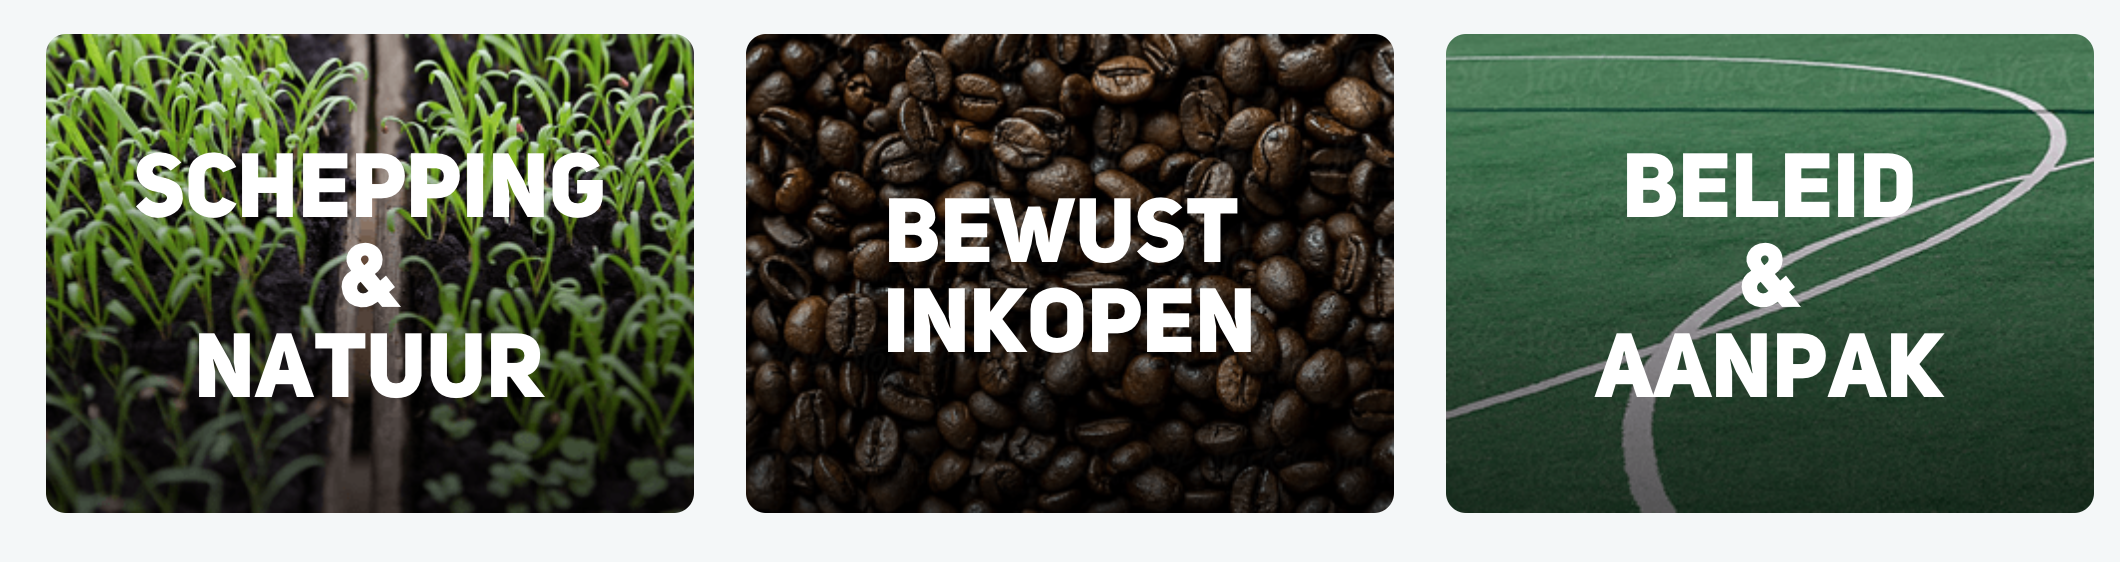 SCHEPPING
&
NATUUR
BEWUST
INKOPEN
BELEID
&
AANPAK